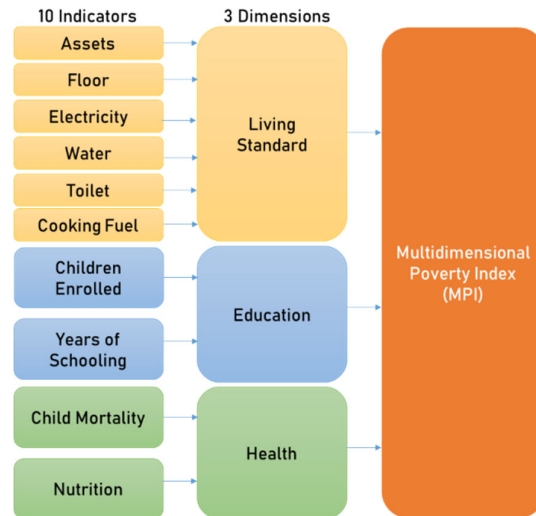 10 Indicators
3 Dimensions
Assets
Floor
Electricity
Water
Toilet
Cooking Fuel
Living
Standard
Children
Enrolled
Years of
Schooling
Education
Child Mortality
Nutrition
Health
Multidimensional
Poverty Index
(MPI)